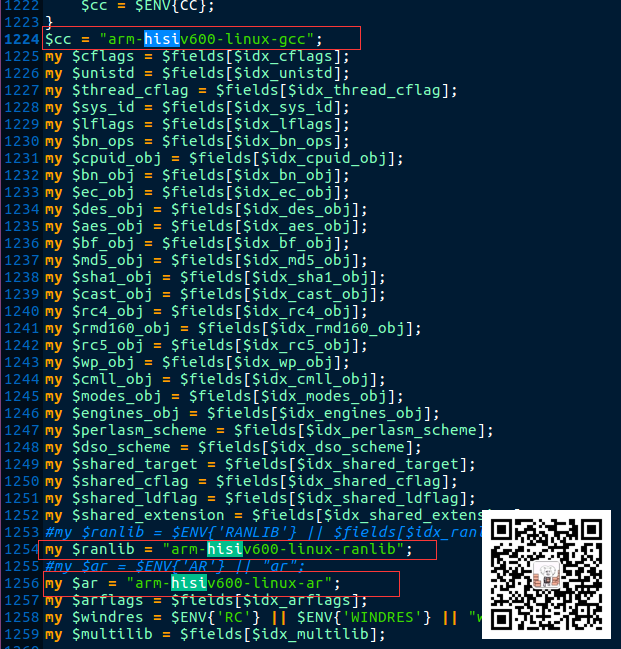 1222     $cc = $ENV{CC};
1223 }
1224 $cc = "arm-hisiv600-linux-gcc";
1225 my $cflags = $fields[$idx_cflags];
1226 my $unistd = $fields[$idx_unistd];
1227 my $thread_cflag = $fields[$idx_thread_cflag];
1228 my $sys_id = $fields[$idx_sys_id];
1229 my $lflags = $fields[$idx_lflags];
1230 my $bn_ops = $fields[$idx_bn_ops];
1231 my $cpuid_obj = $fields[$idx_cpuid_obj];
1232 my $bn_obj = $fields[$idx_bn_obj];
1233 my $ec_obj = $fields[$idx_ec_obj];
1234 my $des_obj = $fields[$idx_des_obj];
1235 my $aes_obj = $fields[$idx_aes_obj];
1236 my $bf_obj = $fields[$idx_bf_obj];
1237 my $md5_obj = $fields[$idx_md5_obj];
1238 my $sha1_obj = $fields[$idx_sha1_obj];
1239 my $cast_obj = $fields[$idx_cast_obj];
1240 my $rc4_obj = $fields[$idx_rc4_obj];
1241 my $rmd160_obj = $fields[$idx_rmd160_obj];
1242 my $rc5_obj = $fields[$idx_rc5_obj];
1243 my $wp_obj = $fields[$idx_wp_obj];
1244 my $cmll_obj = $fields[$idx_cmll_obj];
1245 my $modes_obj = $fields[$idx_modes_obj];
1246 my $engines_obj = $fields[$idx_engines_obj];
1247 my $perlasm_scheme = $fields[$idx_perlasm_scheme];
1248 my $dso_scheme = $fields[$idx_dso_scheme];
1249 my $shared_target = $fields[$idx_shared_target];
1250 my $shared_cflag = $fields[$idx_shared_cflag];
1251 my $shared_ldflag = $fields[$idx_shared_ldflag];
1252 my $shared_extension = $fields[$idx_shared_exten
1253 #my $ranlib = $ENV{'RANLIB'} || $fields[$idx_ranl
1254 my $ranlib = "arm-hisiv600-linux-ranlib";
1255 #my $ar = $ENV{'AR'} || "ar";
1256 my $ar = "arm-hisiv600-linux-ar";
1257 my $arflags = $fields[$idx_arflags];
1258 my $windres = $ENV{'RC'} || $ENV{'WINDRES'} || "w
1259 my $multilib = $fields[$idx_multilib];